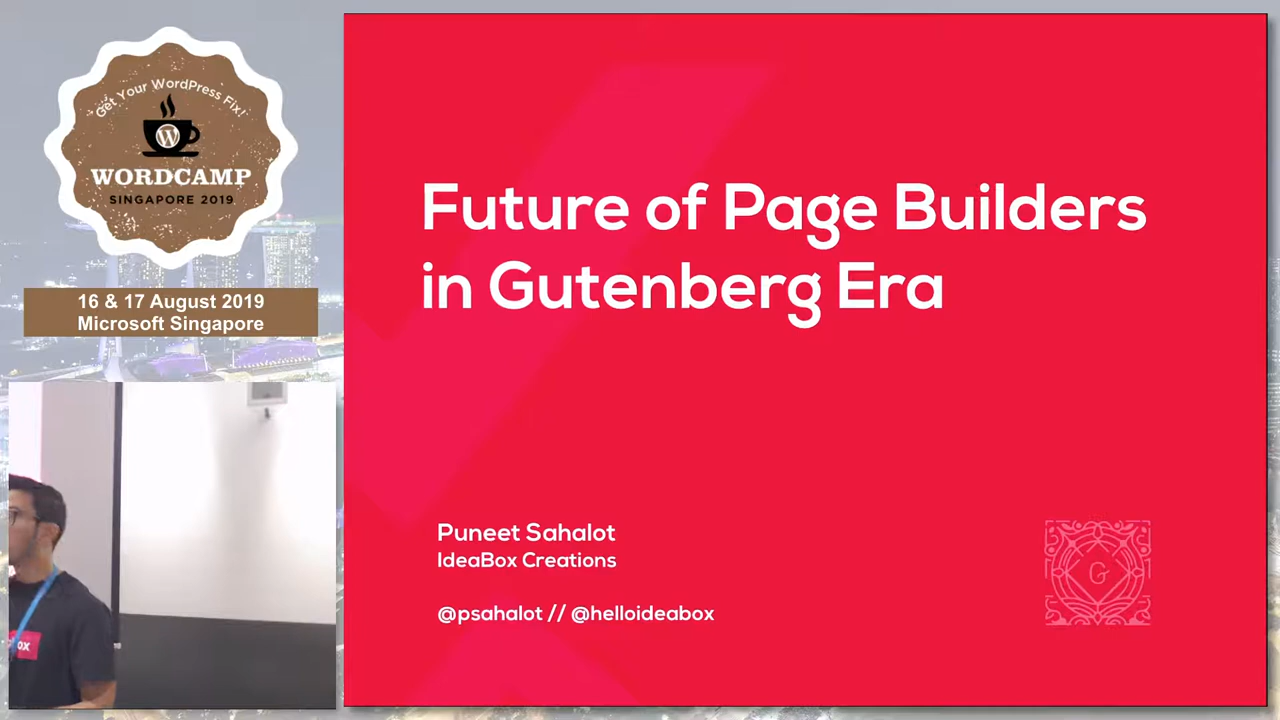 Get Your WordPress Fix!
WORDCAMP
SINGAPORE 2019
16 & 17 August 2019
Microsoft Singapore
Future of Page Builders
in Gutenberg Era
Puneet Sahalot
IdeaBox Creations
@psahalot // @helloideabox
G